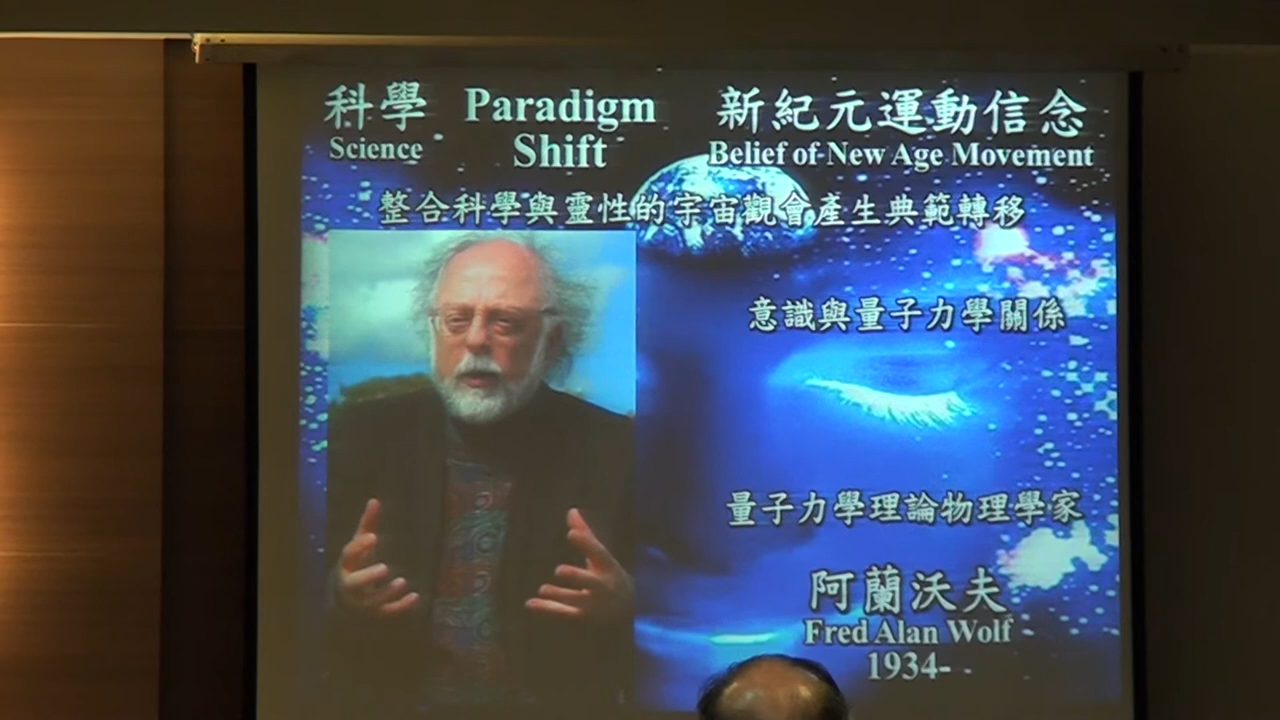 科學 Paradigm 新紀元運動信念
Science Shift Belief of New Age Movement
整合科學與靈性的宇宙觀會產生典範轉移
意識與量子力學關係
量子力學理論物理學家
阿蘭沃夫
Fred Alan Wolf
1934-